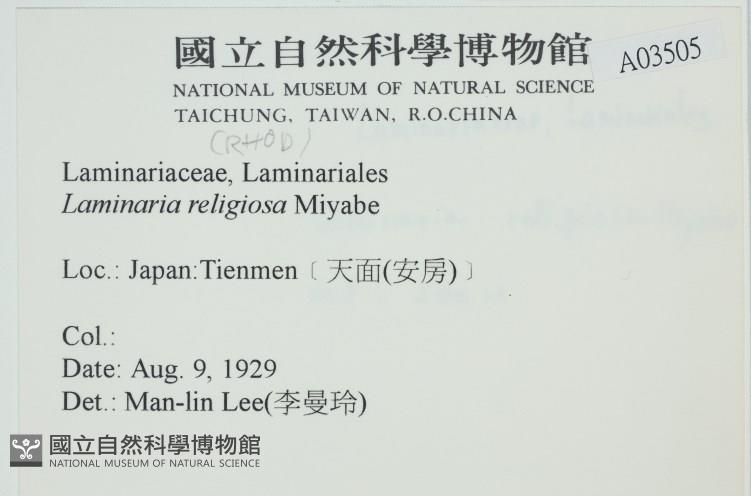 國立自然科學博物館
A03505
NATIONAL MUSEUM OF NATURAL SCIENCE
TAICHUNG, TAIWAN, R.O.CHINA
(RHOD)
Laminariaceae, Laminariales
Laminaria religiosa Miyabe
Loc.: Japan:Tienmen﹝天面(安房)﹞
Col.:
Date: Aug. 9, 1929
Det.: Man-lin Lee(李曼玲)
國立自然科學博物館
NATIONAL MUSEUM OF NATURAL SCIENCE